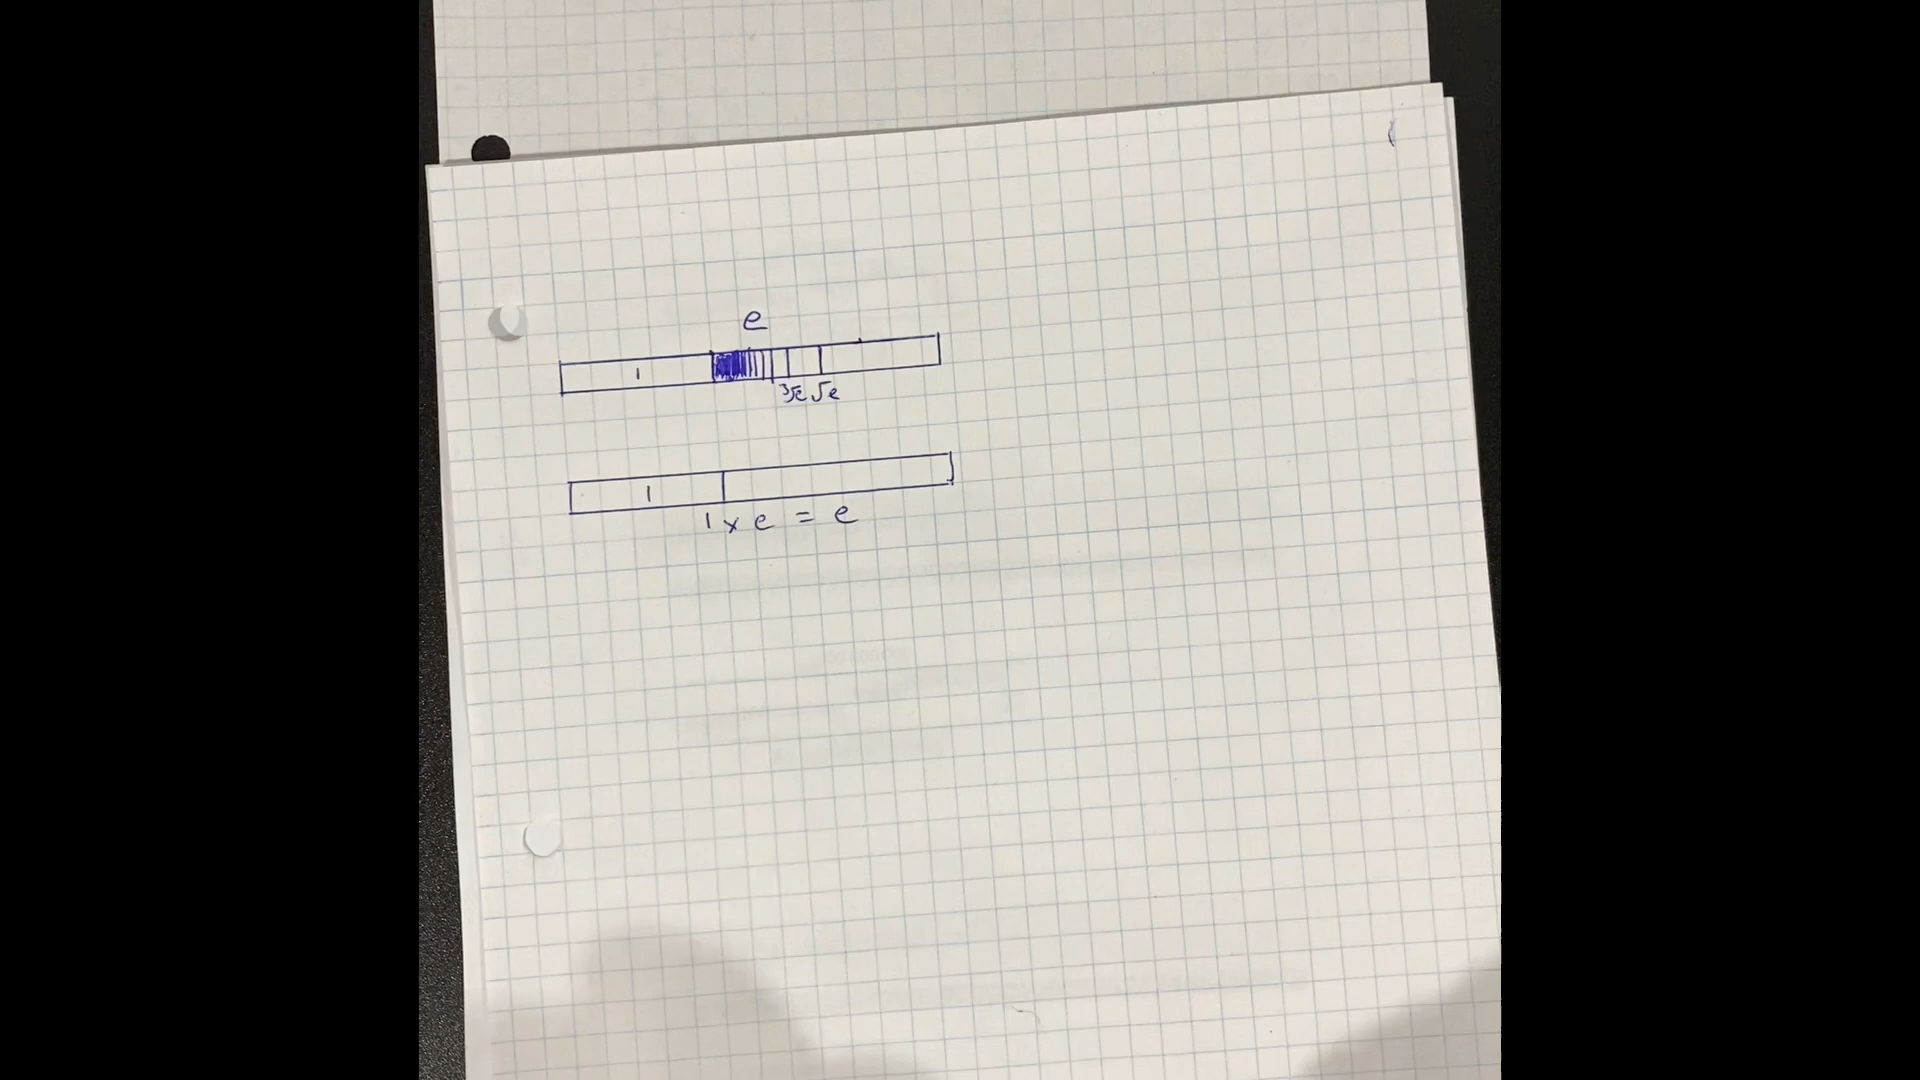 e
1
∛e √e
1
1 x e = e